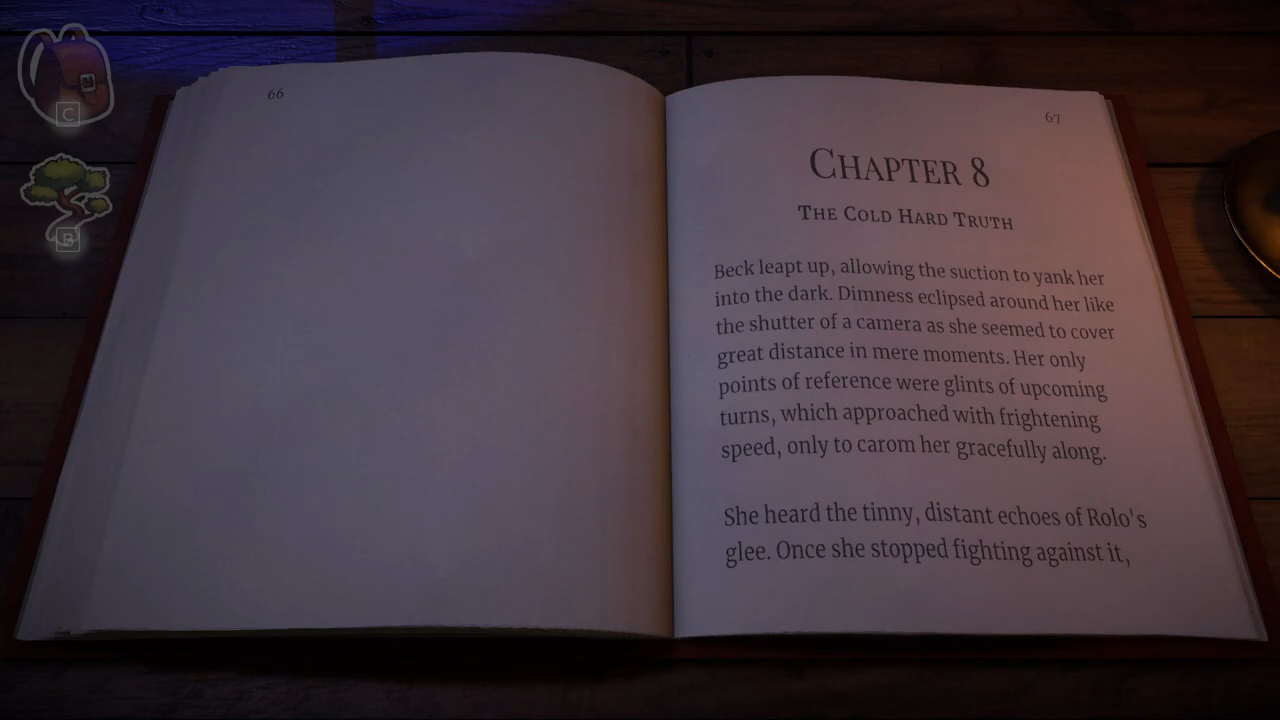 C
B
66
67
Chapter 8
The Cold Hard Truth
Beck leapt up, allowing the suction to yank her
into the dark. Dimness eclipsed around her like
the shutter of a camera as she seemed to cover
great distance in mere moments. Her only
points of reference were glints of upcoming
turns, which approached with frightening
speed, only to carom her gracefully along.
She heard the tinny, distant echoes of Rolo's
glee. Once she stopped fighting against it,